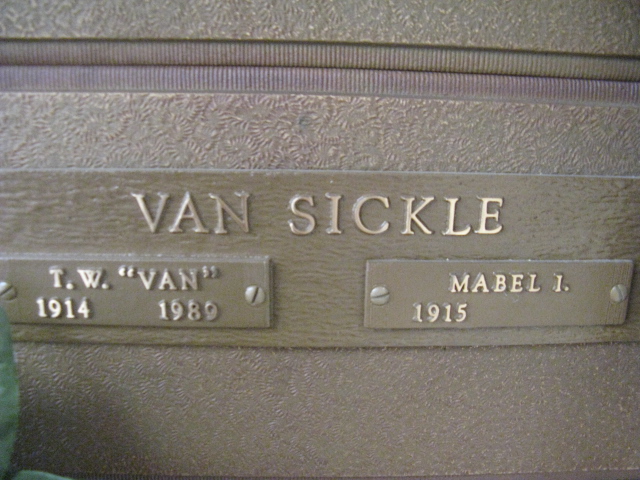 VAN SICKLE
T.W. "VAN"
1914 1989
MABEL I.
1915